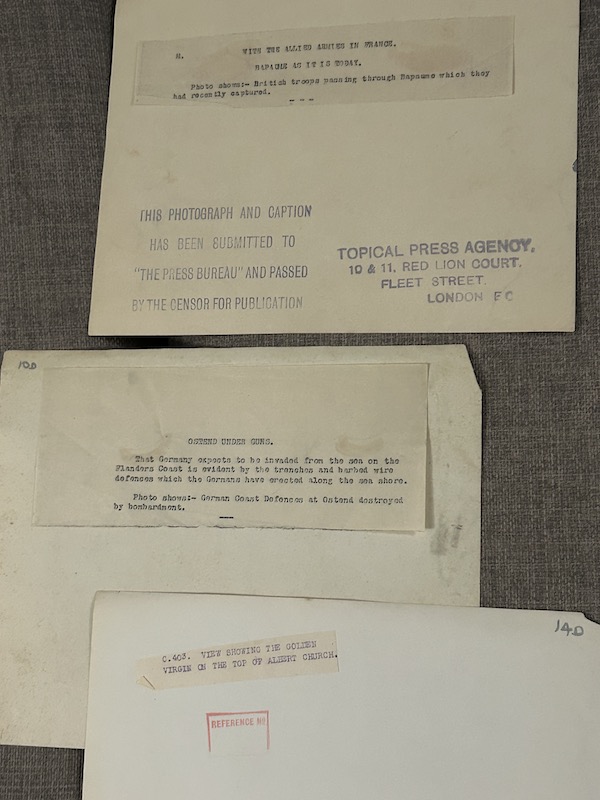 M.
WITH THE ALLIED ARMIES IN FRANCE.
BAPAUME AS IT IS TODAY.
Photo shows:- British troops passing through Bapaume which they
had recently captured.
THIS PHOTOGRAPH AND CAPTION
HAS BEEN SUBMITTED TO
"THE PRESS BUREAU" AND PASSED
BY THE CENSOR FOR PUBLICATION
TOPICAL PRESS AGENCY,
10 & 11, RED LION COURT.
FLEET STREET.
LONDON E C
10D
OSTEND UNDER GUNS.
That Germany expects to be invaded from the sea on the
Flanders Coast is evident by the trenches and barbed wire
defences which the Germans have erected along the sea shore.
Photo shows:- German Coast Defences at Ostend destroyed
by bombardment.
14D
C.403. VIEW SHOWING THE GOLDEN
VIRGIN ON THE TOP OF ALBERT CHURCH.
REFERENCE No